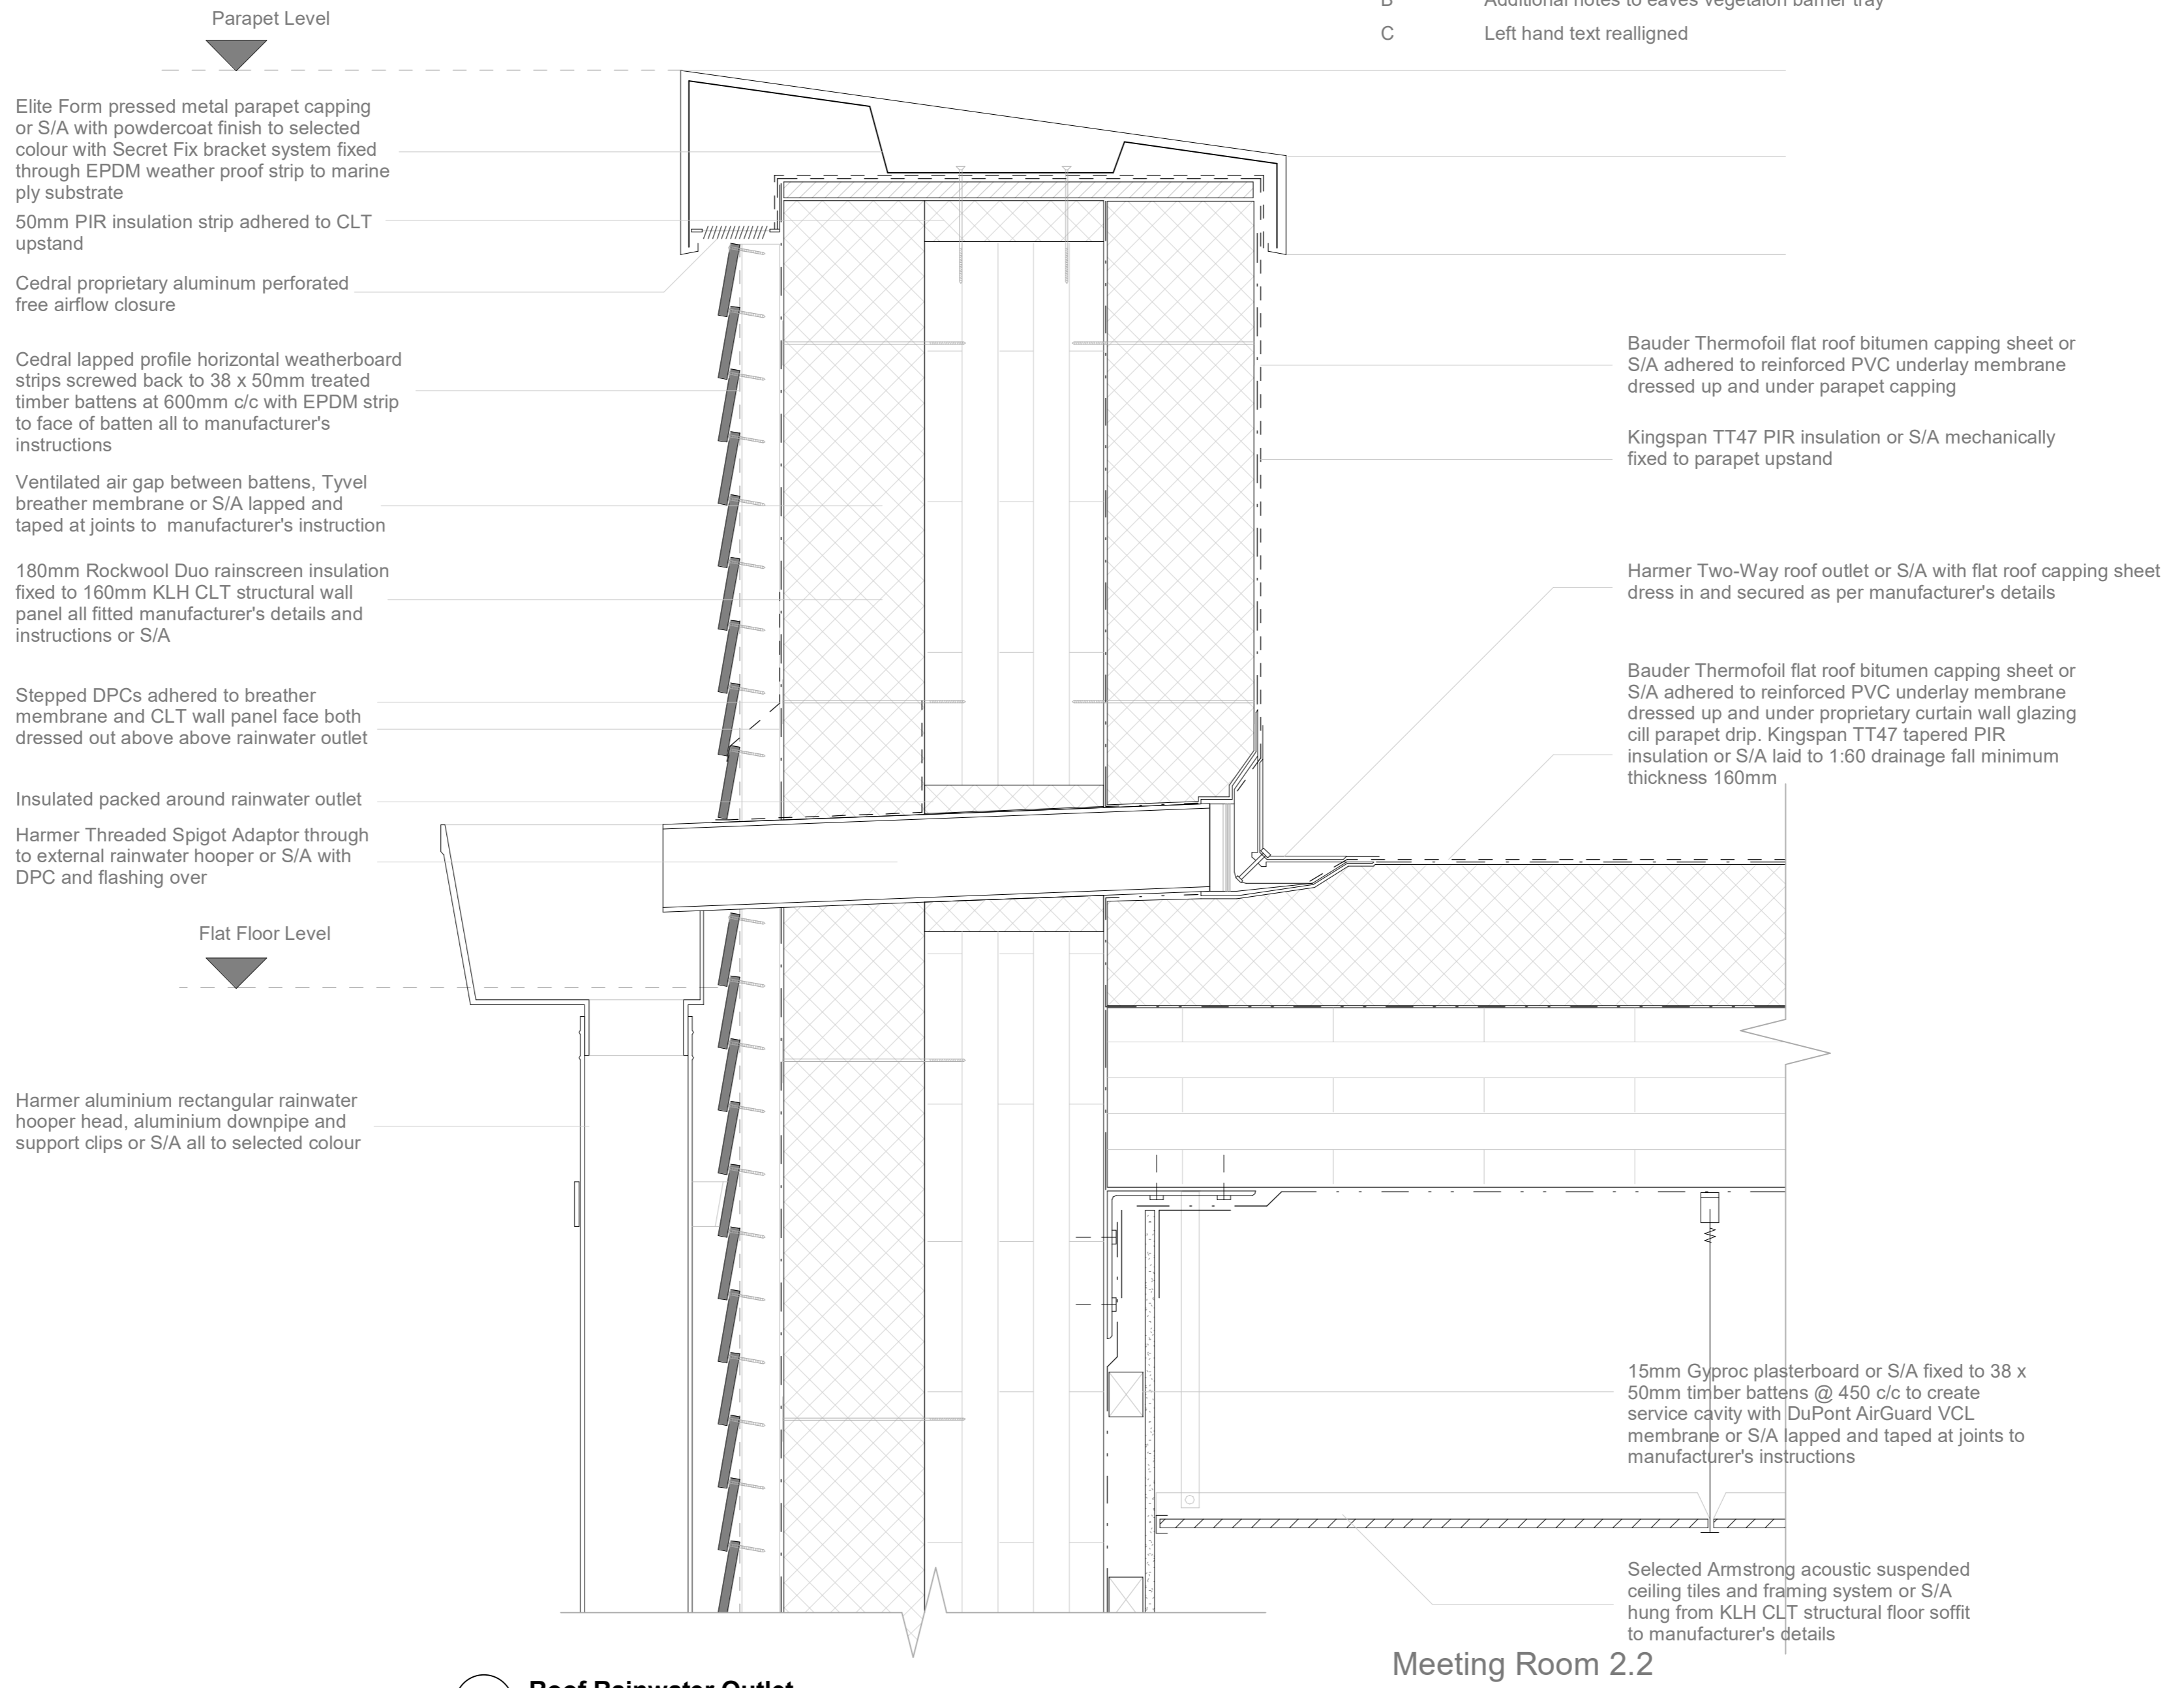 Parapet Level
B Additional notes to eaves vegetaion barrier tray
C Left hand text realligned
Elite Form pressed metal parapet capping
or S/A with powdercoat finish to selected
colour with Secret Fix bracket system fixed
through EPDM weather proof strip to marine
ply substrate
50mm PIR insulation strip adhered to CLT
upstand
Cedral proprietary aluminum perforated
free airflow closure
Cedral lapped profile horizontal weatherboard
strips screwed back to 38 x 50mm treated
timber battens at 600mm c/c with EPDM strip
to face of batten all to manufacturer's
instructions
Ventilated air gap between battens, Tyvel
breather membrane or S/A lapped and
taped at joints to manufacturer's instruction
180mm Rockwool Duo rainscreen insulation
fixed to 160mm KLH CLT structural wall
panel all fitted manufacturer's details and
instructions or S/A
Stepped DPCs adhered to breather
membrane and CLT wall panel face both
dressed out above above rainwater outlet
Insulated packed around rainwater outlet
Harmer Threaded Spigot Adaptor through
to external rainwater hooper or S/A with
DPC and flashing over
Flat Floor Level
Harmer aluminium rectangular rainwater
hooper head, aluminium downpipe and
support clips or S/A all to selected colour
Bauder Thermofoil flat roof bitumen capping sheet or
S/A adhered to reinforced PVC underlay membrane
dressed up and under parapet capping
Kingspan TT47 PIR insulation or S/A mechanically
fixed to parapet upstand
Harmer Two-Way roof outlet or S/A with flat roof capping sheet
dress in and secured as per manufacturer's details
Bauder Thermofoil flat roof bitumen capping sheet or
S/A adhered to reinforced PVC underlay membrane
dressed up and under proprietary curtain wall glazing
cill parapet drip. Kingspan TT47 tapered PIR
insulation or S/A laid to 1:60 drainage fall minimum
thickness 160mm
15mm Gyproc plasterboard or S/A fixed to 38 x
50mm timber battens @ 450 c/c to create
service cavity with DuPont AirGuard VCL
membrane or S/A lapped and taped at joints to
manufacturer's instructions
Selected Armstrong acoustic suspended
ceiling tiles and framing system or S/A
hung from KLH CLT structural floor soffit
to manufacturer's details
Meeting Room 2.2
Roof Rainwater Outlet